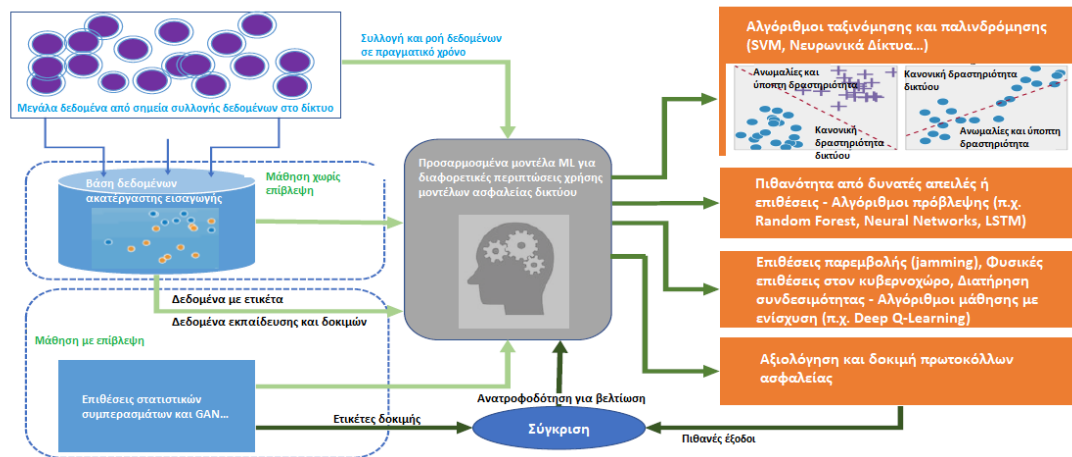 Συλλογή και ροή δεδομένων
σε πραγματικό χρόνο
Μεγάλα δεδομένα από σημεία συλλογής δεδομένων στο δίκτυο
Μάθηση χωρίς
επίβλεψη
Βάση δεδομένων
ακατέργαστης εισαγωγής
Δεδομένα με ετικέτα
Δεδομένα εκπαίδευσης και δοκιμών
Μάθηση με επίβλεψη
Επιθέσεις στατιστικών
συμπερασμάτων και GAN...
Ετικέτες δοκιμής
Προσαρμοσμένα μοντέλα ML για
διαφορετικές περιπτώσεις χρήσης
μοντέλων ασφαλείας δικτύου
Ανατροφοδότηση για βελτίωση
Σύγκριση
Πιθανές έξοδοι
Αλγόριθμοι ταξινόμησης και παλινδρόμησης
(SVM, Νευρωνικά Δίκτυα...)
Ανωμαλίες και
ύποπτη δραστηριότητα
Κανονική
δραστηριότητα
δικτύου
Κανονική δραστηριότητα
δικτύου
Ανωμαλίες και ύποπτη
δραστηριότητα
Πιθανότητα από δυνατές απειλές ή
επιθέσεις - Αλγόριθμοι πρόβλεψης (π.χ.
Random Forest, Neural Networks, LSTM)
Επιθέσεις παρεμβολής (jamming), Φυσικές
επιθέσεις στον κυβερνοχώρο, Διατήρηση
συνδεσιμότητας - Αλγόριθμοι μάθησης με
ενίσχυση (π.χ. Deep Q-Learning)
Αξιολόγηση και δοκιμή πρωτοκόλλων
ασφαλείας